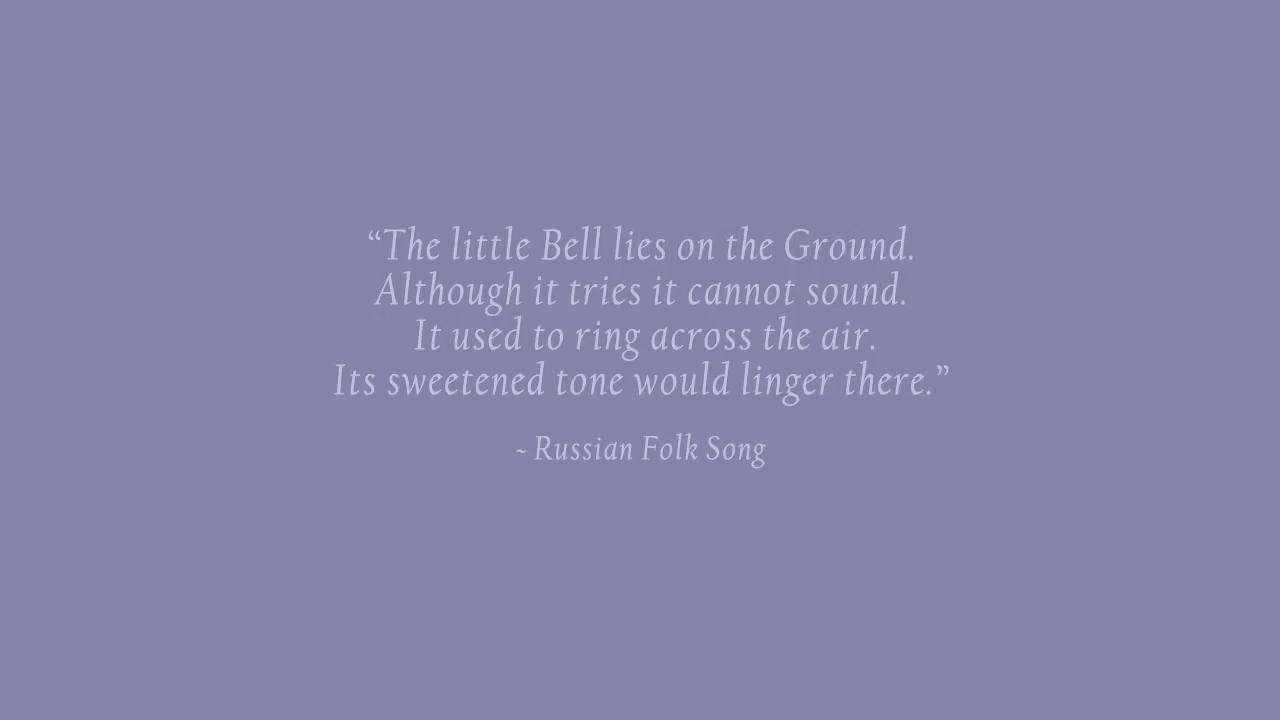 “The little Bell lies on the Ground.
Although it tries it cannot sound.
It used to ring across the air.
Its sweetened tone would linger there.”
~ Russian Folk Song